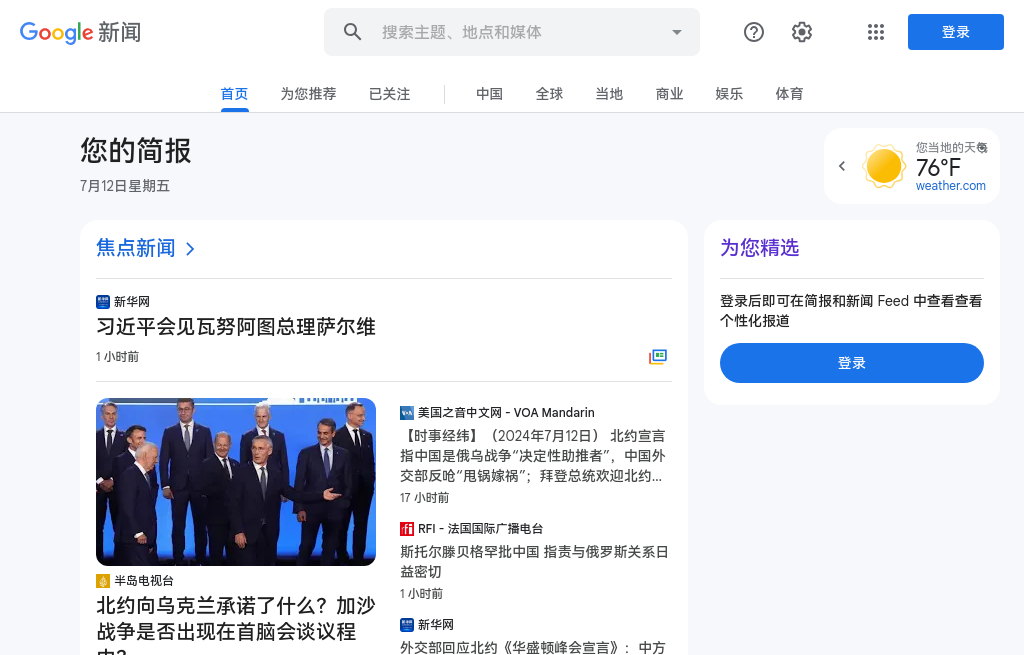 Google 新闻
搜索主题、地点和媒体
登录
首页
为您推荐
已关注
中国
全球
当地
商业
娱乐
体育
您的简报
7月12日星期五
您当地的天气
76°F
weather.com
焦点新闻
新华网
习近平会见瓦努阿图总理萨尔维
1 小时前
半岛电视台
北约向乌克兰承诺了什么？加沙
战争是否出现在首脑会谈议程
中？
美国之音中文网 - VOA Mandarin
【时事经纬】（2024年7月12日） 北约宣言
指中国是俄乌战争“决定性助推者”，中国外
交部反呛“甩锅嫁祸”；拜登总统欢迎北约...
17 小时前
RFI - 法国国际广播电台
斯托尔滕贝格罕批中国 指责与俄罗斯关系日
益密切
1 小时前
新华网
外交部回应北约《华盛顿峰会宣言》：中方
为您精选
登录后即可在简报和新闻 Feed 中查看查看
个性化报道
登录